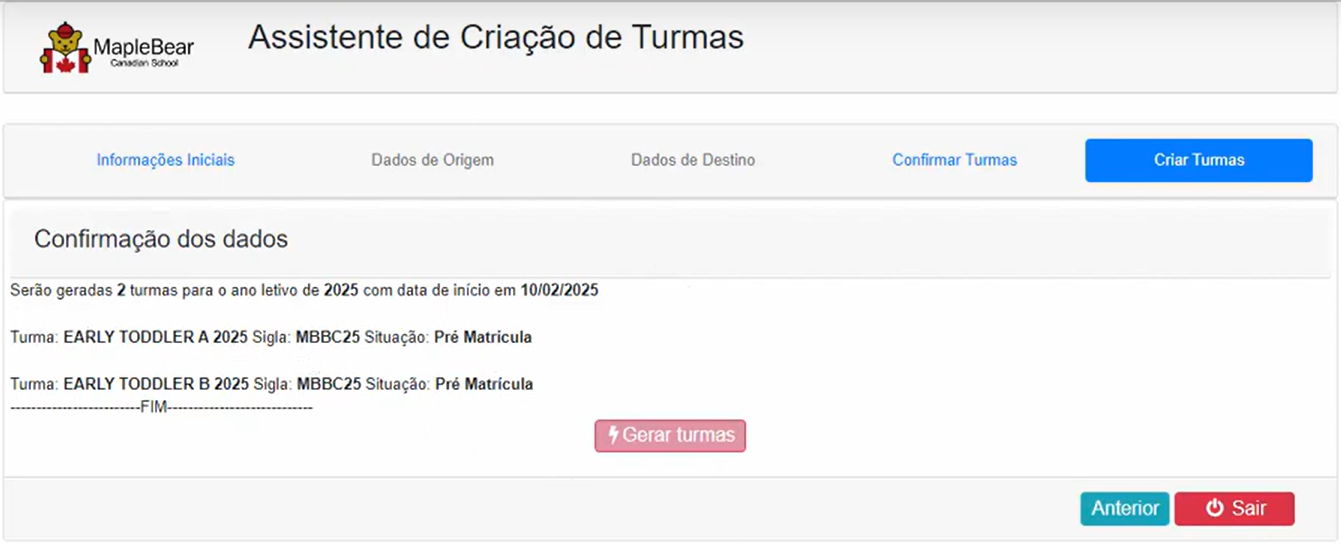 MapleBear
Canadian School
Assistente de Criação de Turmas
Informações Iniciais
Dados de Origem
Dados de Destino
Confirmar Turmas
Criar Turmas
Confirmação dos dados
Serão geradas 2 turmas para o ano letivo de 2025 com data de início em 10/02/2025
Turma: EARLY TODDLER A 2025 Sigla: MBBC25 Situação: Pré Matrícula
Turma: EARLY TODDLER B 2025 Sigla: MBBC25 Situação: Pré Matrícula
--------------------------FIM-----------------------------
Gerar turmas
Anterior
Sair